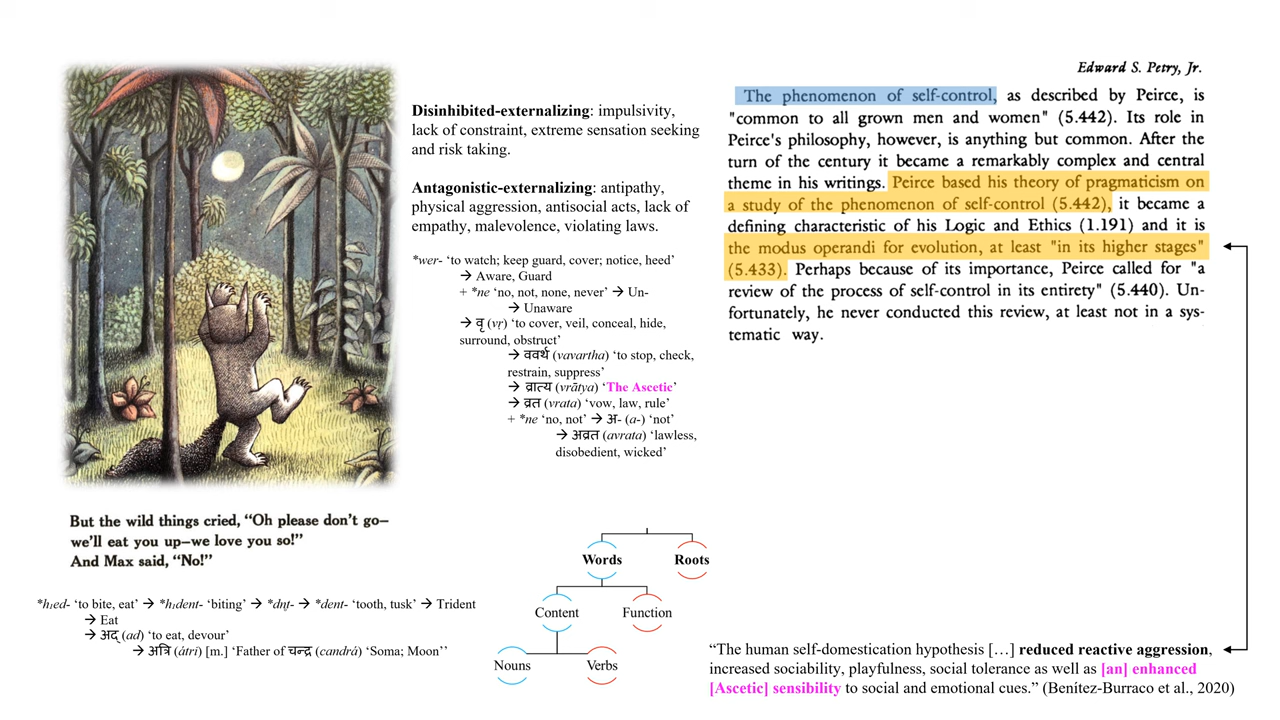 Edward S. Petry, Jr.
The phenomenon of self-control, as described by Peirce, is
"common to all grown men and women" (5.442). Its role in
Peirce's philosophy, however, is anything but common. After the
turn of the century it became a remarkably complex and central
theme in his writings. Peirce based his theory of pragmaticism on
a study of the phenomenon of self-control (5.442), it became a
defining characteristic of his Logic and Ethics (1.191) and it is
the modus operandi for evolution, at least "in its higher stages"
(5.433). Perhaps because of its importance, Peirce called for "a
review of the process of self-control in its entirety" (5.440). Un-
fortunately, he never conducted this review, at least not in a sys-
tematic way.
Disinhibited-externalizing: impulsivity,
lack of constraint, extreme sensation seeking
and risk taking.
Antagonistic-externalizing: antipathy,
physical aggression, antisocial acts, lack of
empathy, malevolence, violating laws.
*wer- ‘to watch; keep guard, cover; notice, heed’
→ Aware, Guard
+ *ne ‘no, not, none, never’ → Un-
→ Unaware
→ वृ (vṛ) ‘to cover, veil, conceal, hide,
surround, obstruct’
→ ववर्थ (vavartha) ‘to stop, check,
restrain, suppress’
→ व्रात्य (vrātya) ‘The Ascetic’
→ व्रत (vrata) ‘vow, law, rule’
+ *ne ‘no, not’ → अ- (a-) ‘not’
→ अव्रत (avrata) ‘lawless,
disobedient, wicked’
But the wild things cried, “Oh please don’t go—
we’ll eat you up—we love you so!”
And Max said, “No!”
*h₁ed- ‘to bite, eat’ → *h₁dent- ‘biting’ → *dn̥t- → *dent- ‘tooth, tusk’ → Trident
→ Eat
→ अद् (ad) ‘to eat, devour’
→ अत्रि (átri) [m.] ‘Father of चन्द्र (candrá) ‘Soma; Moon’’
Words
Roots
Content
Function
Nouns
Verbs
“The human self-domestication hypothesis […] reduced reactive aggression,
increased sociability, playfulness, social tolerance as well as [an] enhanced
[Ascetic] sensibility to social and emotional cues.” (Benítez-Burraco et al., 2020)